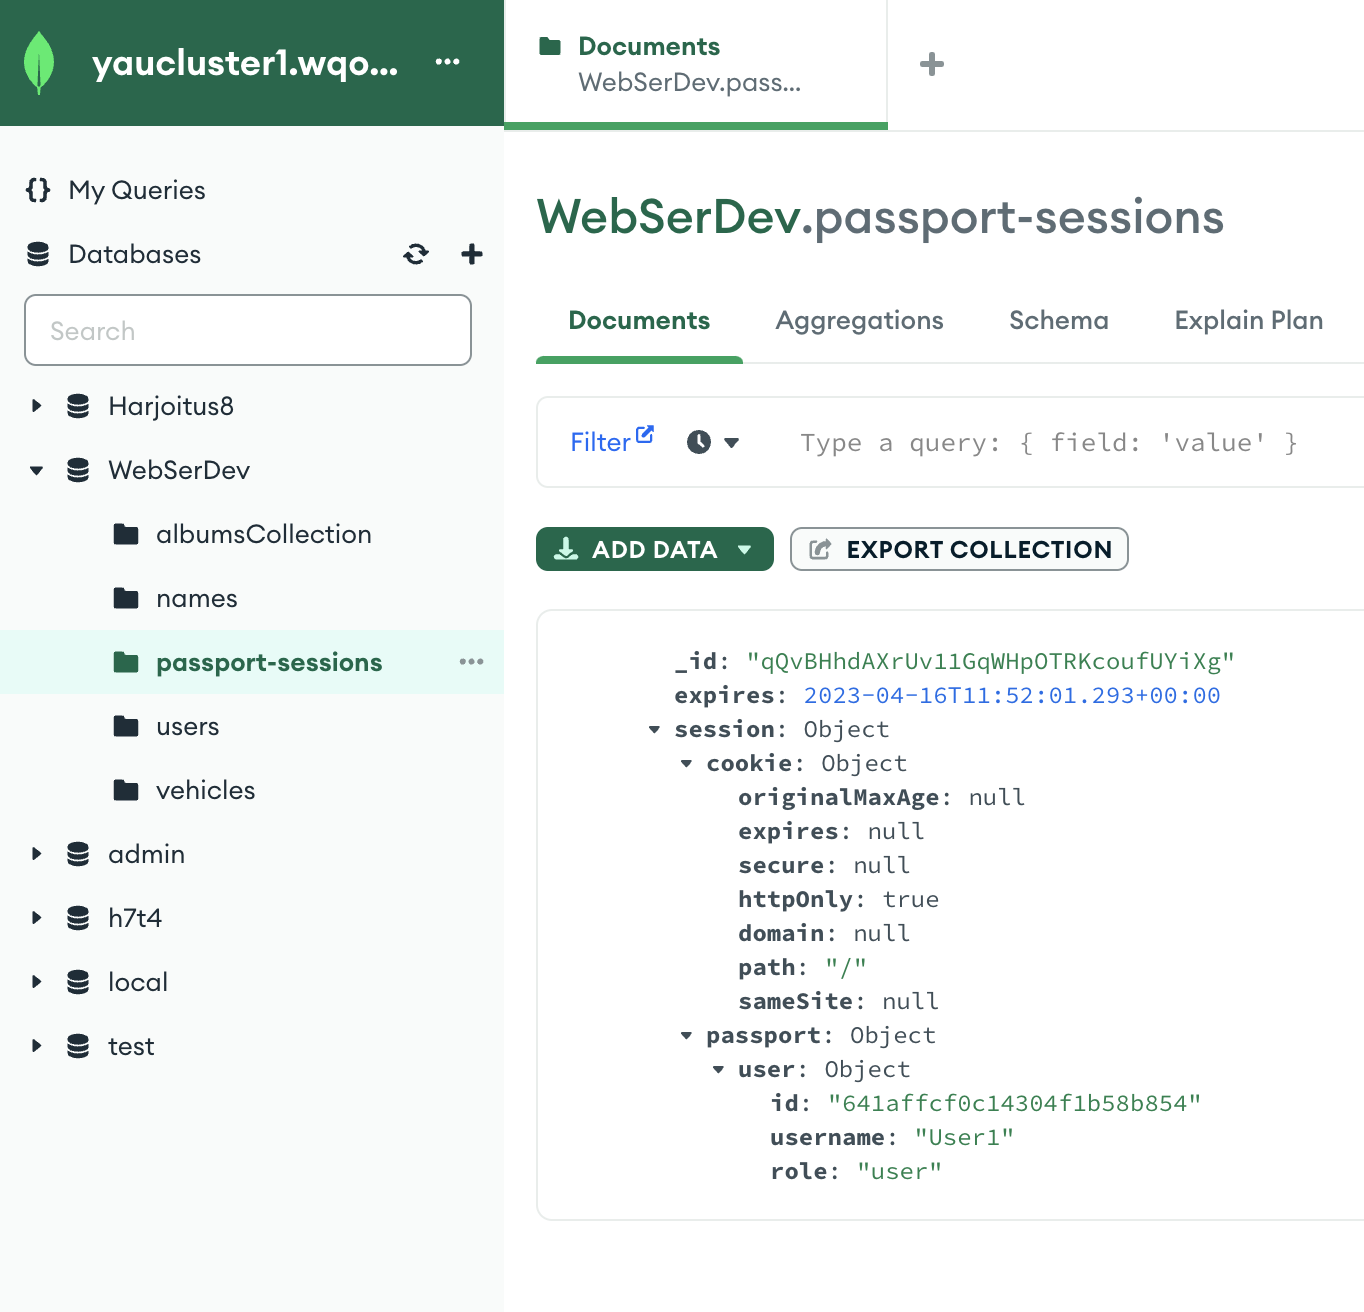 yaucluster1.wqo... ...
Documents
WebSerDev.pass...
My Queries
Databases
Search
Harjoitus8
WebSerDev
albumsCollection
names
passport-sessions
users
vehicles
admin
h7t4
local
test
WebSerDev.passport-sessions
Documents Aggregations Schema Explain Plan
Filter Type a query: { field: 'value' }
ADD DATA EXPORT COLLECTION
_id: "qQvBHhdAXrUv11GqWHpOTRKcoufUYiXg"
expires: 2023-04-16T11:52:01.293+00:00
session: Object
cookie: Object
originalMaxAge: null
expires: null
secure: null
httpOnly: true
domain: null
path: "/"
sameSite: null
passport: Object
user: Object
id: "641affcf0c14304f1b58b854"
username: "User1"
role: "user"